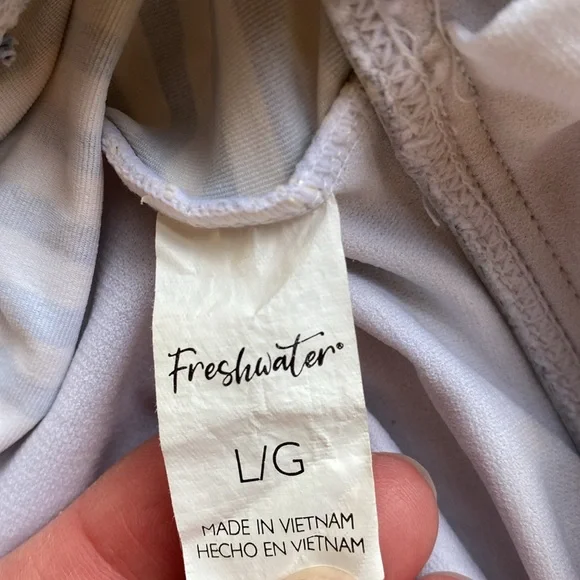 Freshwater®
L/G
MADE IN VIETNAM
HECHO EN VIETNAM